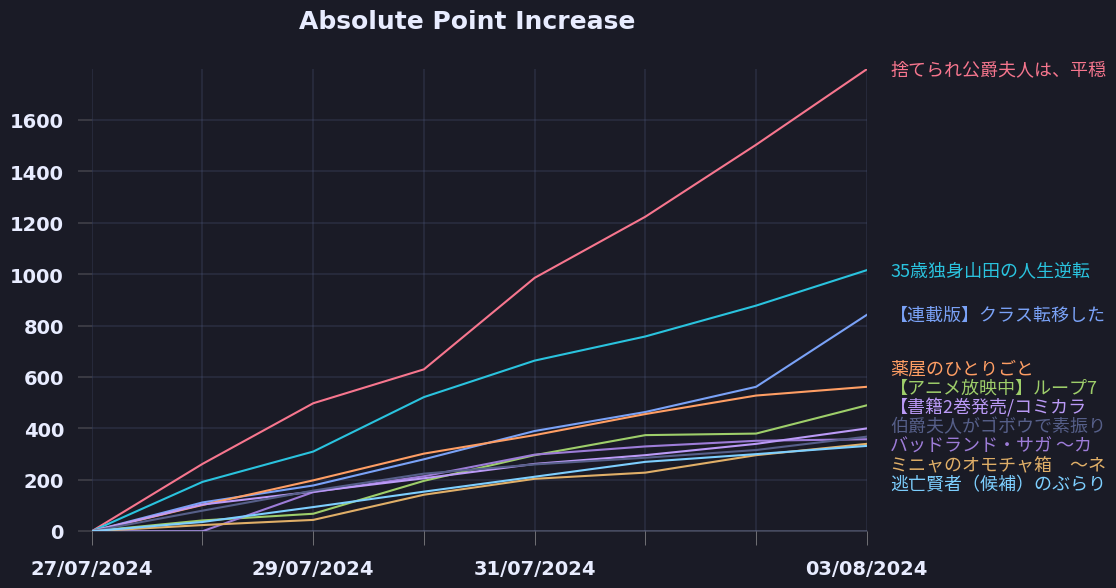 Absolute Point Increase
捨てられ公爵夫人は、平穏
1600
1400
1200
35歳独身山田の人生逆転
1000
【連載版】クラス転移した
800
薬屋のひとりごと
600
【アニメ放映中】ループ7
【書籍2巻発売/コミカラ
伯爵夫人がゴボウで素振り
400
バッドランド・サガ ～カ
ミニャのオモチャ箱　～ネ
200
逃亡賢者（候補）のぶらり
0
27/07/2024 29/07/2024 31/07/2024 03/08/2024